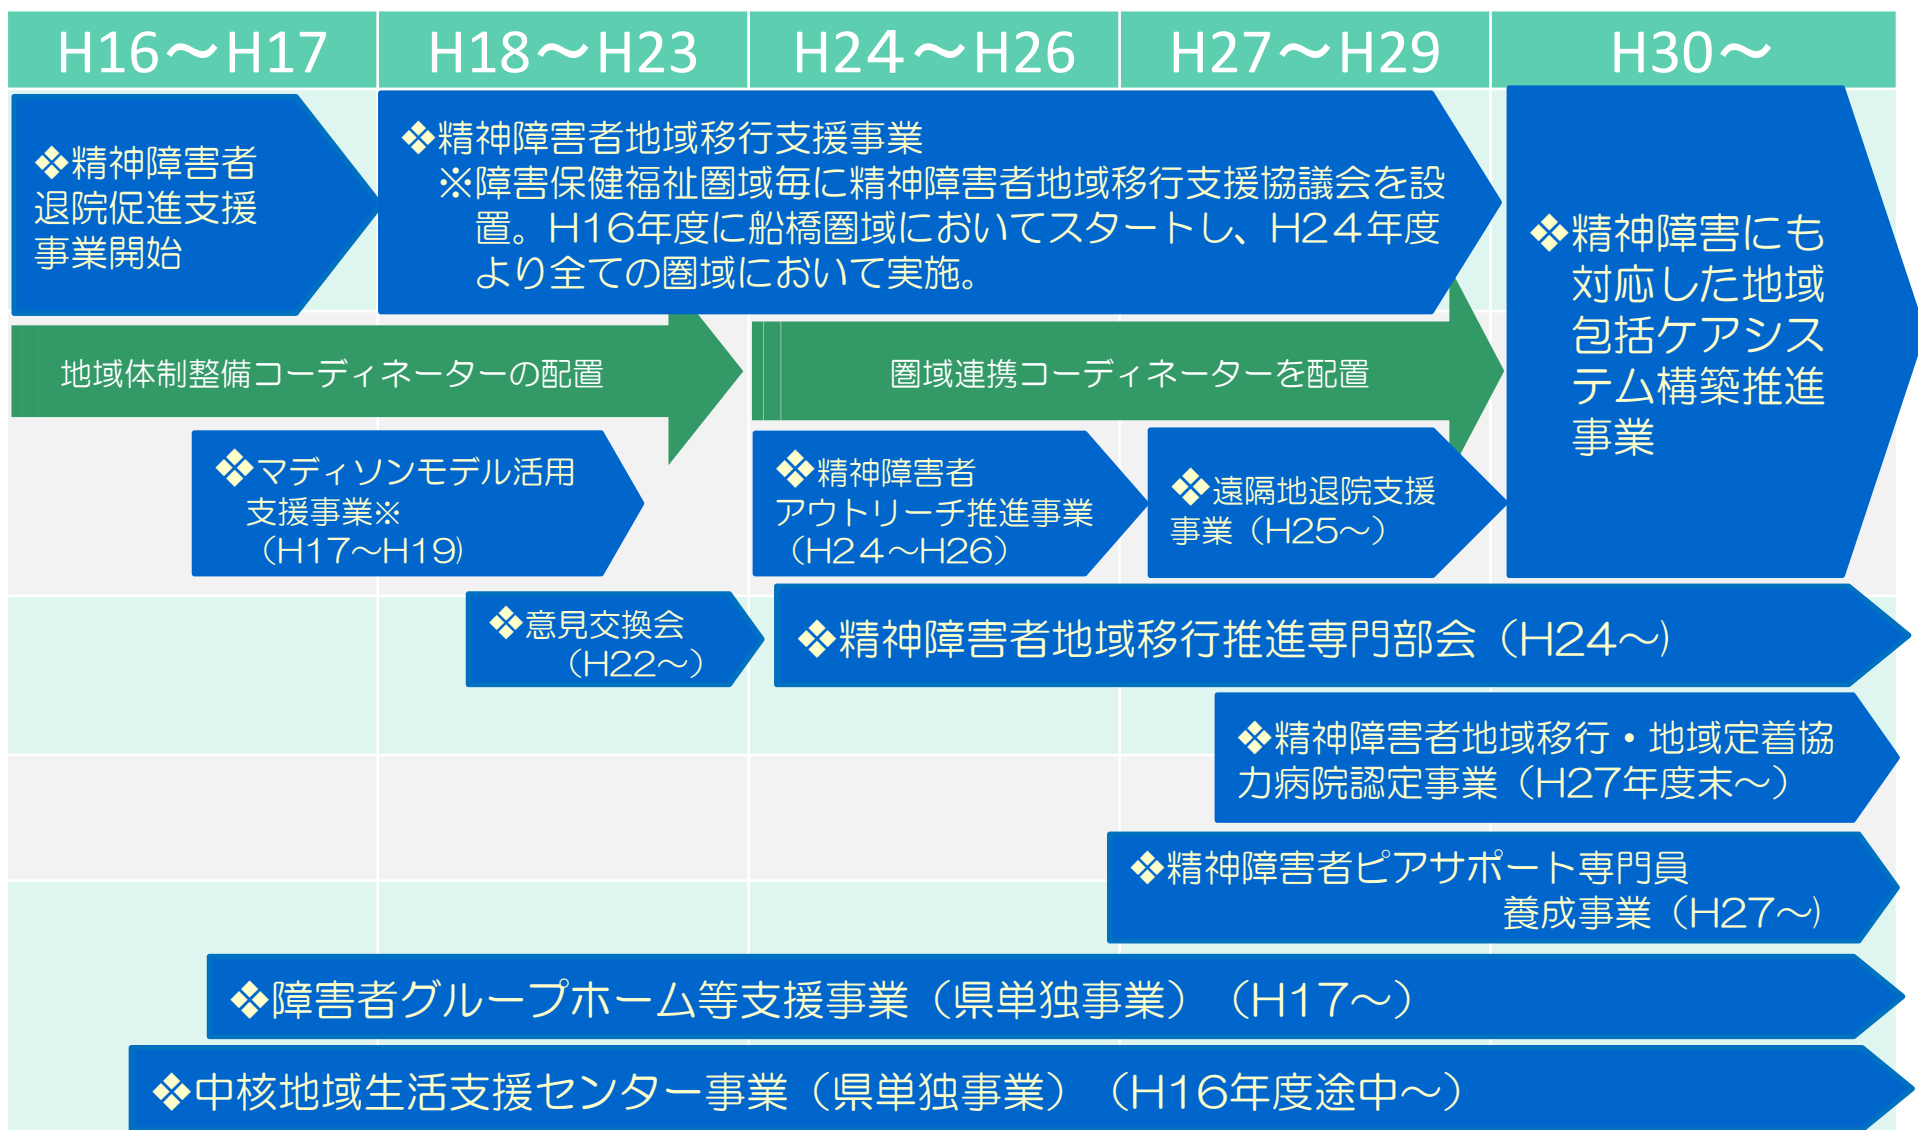 H16～H17
H18～H23
H24～H26
H27～H29
H30～
❖精神障害者
退院促進支援
事業開始
❖精神障害者地域移行支援事業
※障害保健福祉圏域毎に精神障害者地域移行支援協議会を設
置。H16年度に船橋圏域においてスタートし、H24年度
より全ての圏域において実施。
❖精神障害にも
対応した地域
包括ケアシス
テム構築推進
事業
地域体制整備コーディネーターの配置
圏域連携コーディネーターを配置
❖マディソンモデル活用
支援事業※
（H17～H19)
❖精神障害者
アウトリーチ推進事業
（H24～H26）
❖遠隔地退院支援
事業（H25～）
❖意見交換会
（H22～）
❖精神障害者地域移行推進専門部会（H24～)
❖精神障害者地域移行・地域定着協
力病院認定事業（H27年度末～）
❖精神障害者ピアサポート専門員
養成事業（H27～)
❖障害者グループホーム等支援事業（県単独事業）（H17～）
❖中核地域生活支援センター事業（県単独事業）（H16年度途中～）